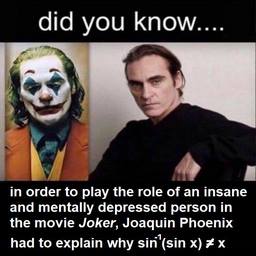 did you know....
in order to play the role of an insane
and mentally depressed person in
the movie Joker, Joaquin Phoenix
had to explain why sin⁻¹(sin x) ≠ x